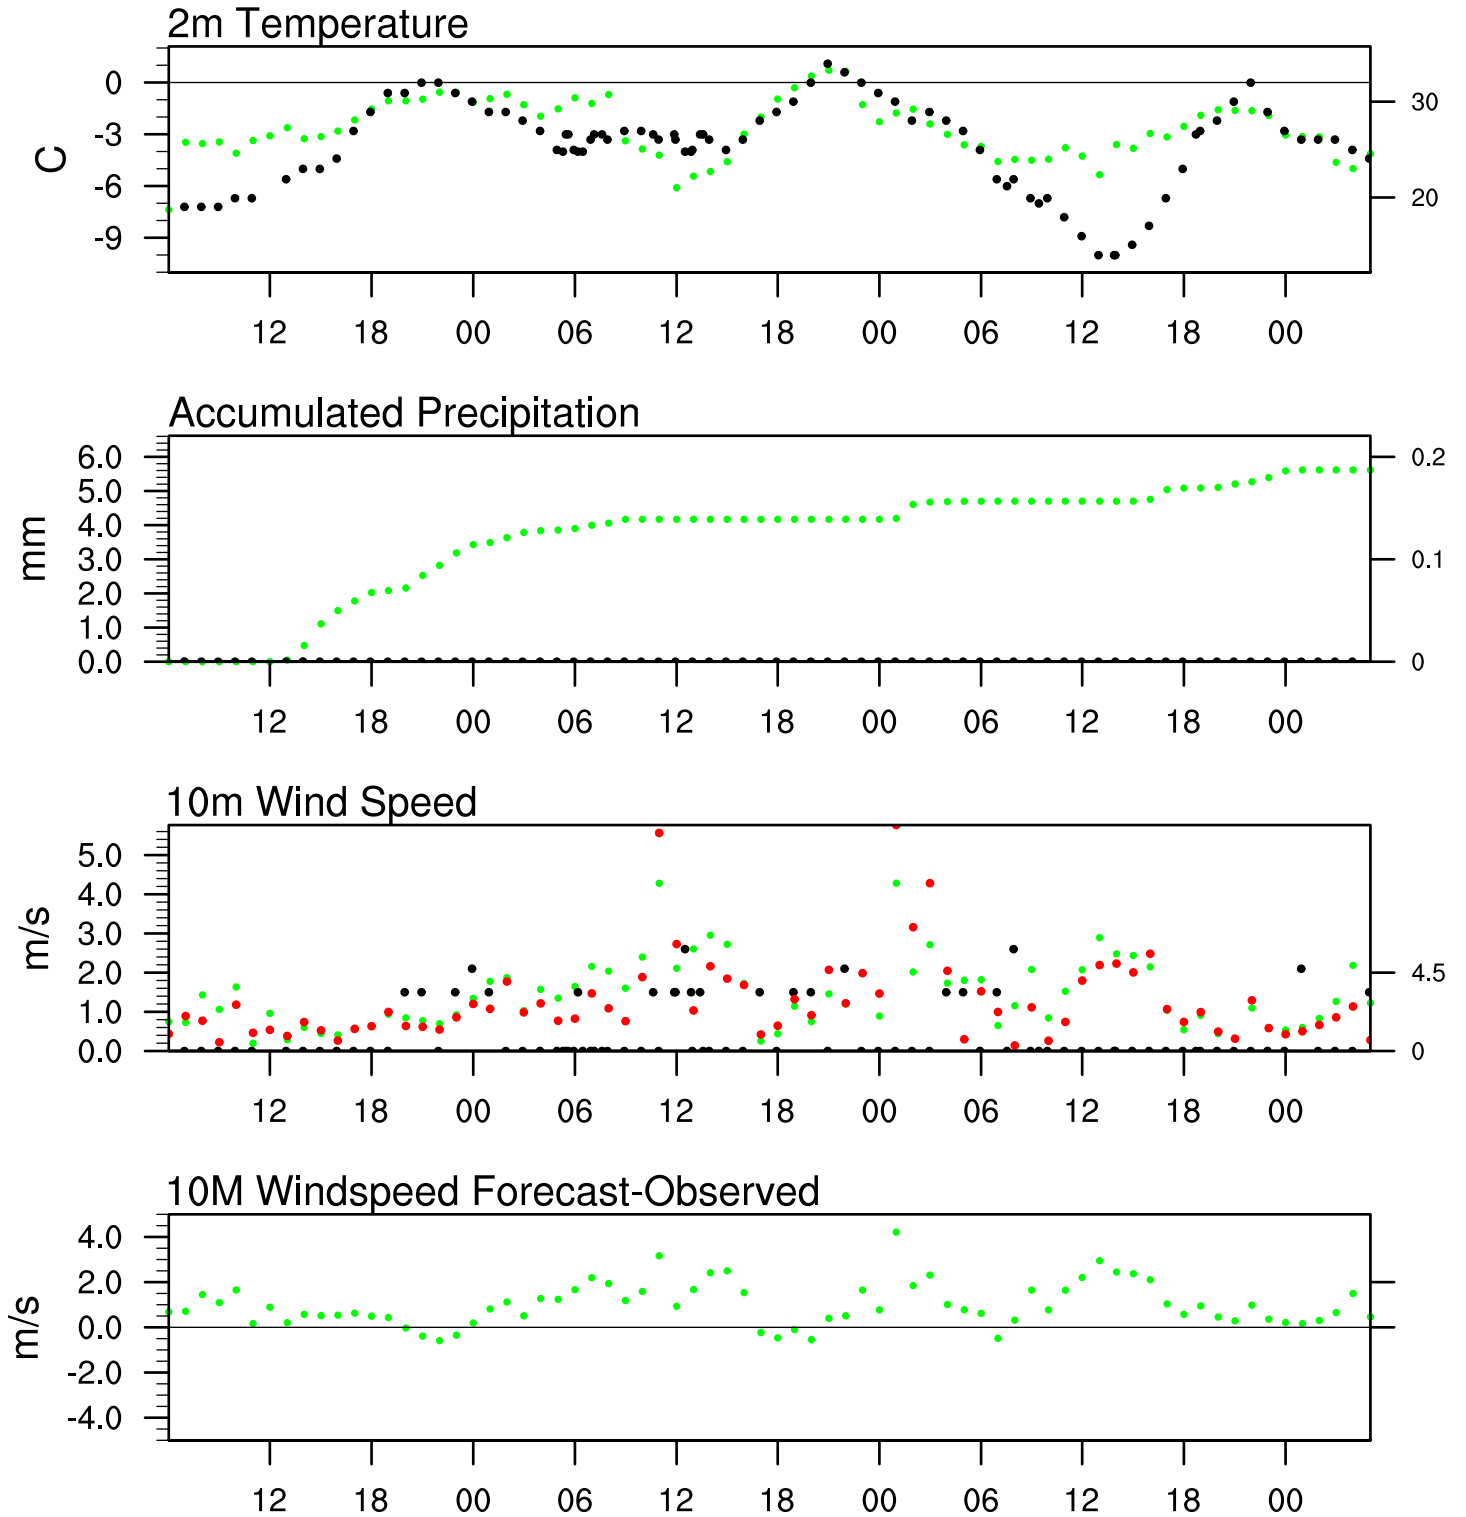 2m Temperature
C
0
-3
-6
-9
30
20
12 18 00 06 12 18 00 06 12 18 00
Accumulated Precipitation
mm
6.0
5.0
4.0
3.0
2.0
1.0
0.0
0.2
0.1
0
12 18 00 06 12 18 00 06 12 18 00
10m Wind Speed
m/s
5.0
4.0
3.0
2.0
1.0
0.0
4.5
0
12 18 00 06 12 18 00 06 12 18 00
10M Windspeed Forecast-Observed
m/s
4.0
2.0
0.0
-2.0
-4.0
12 18 00 06 12 18 00 06 12 18 00